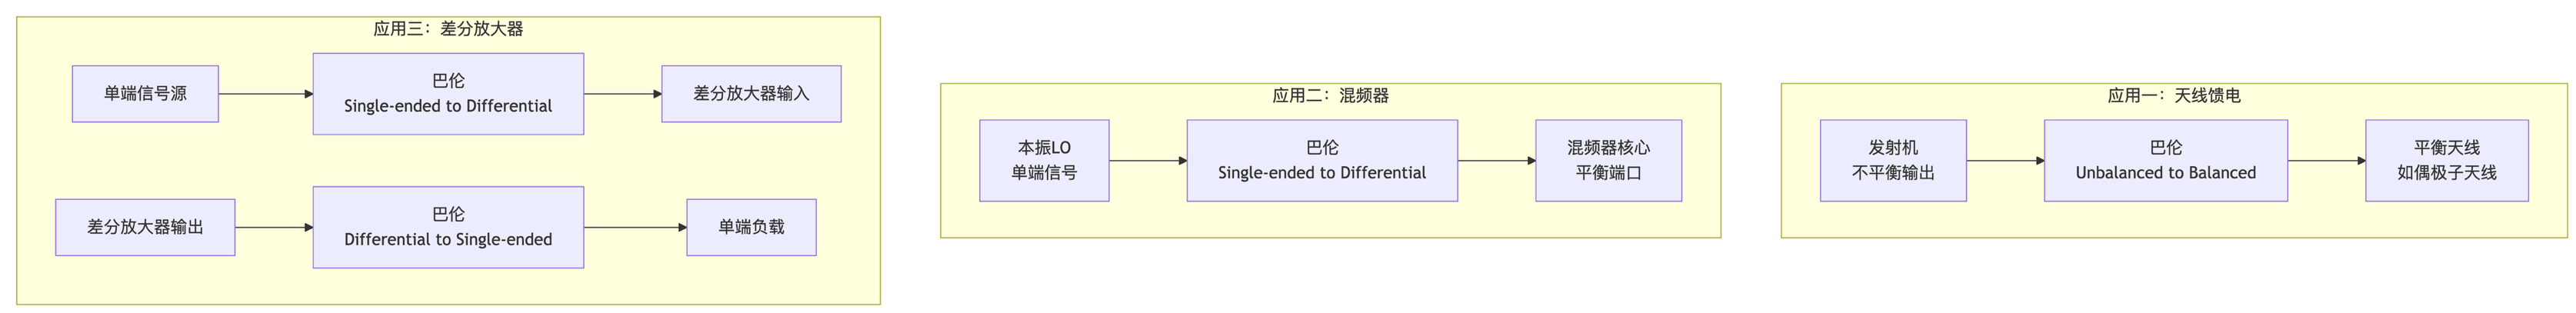 应用三：差分放大器
单端信号源
巴伦
Single-ended to Differential
差分放大器输入
差分放大器输出
巴伦
Differential to Single-ended
单端负载
应用二：混频器
本振LO
单端信号
巴伦
Single-ended to Differential
混频器核心
平衡端口
应用一：天线馈电
发射机
不平衡输出
巴伦
Unbalanced to Balanced
平衡天线
如偶极子天线